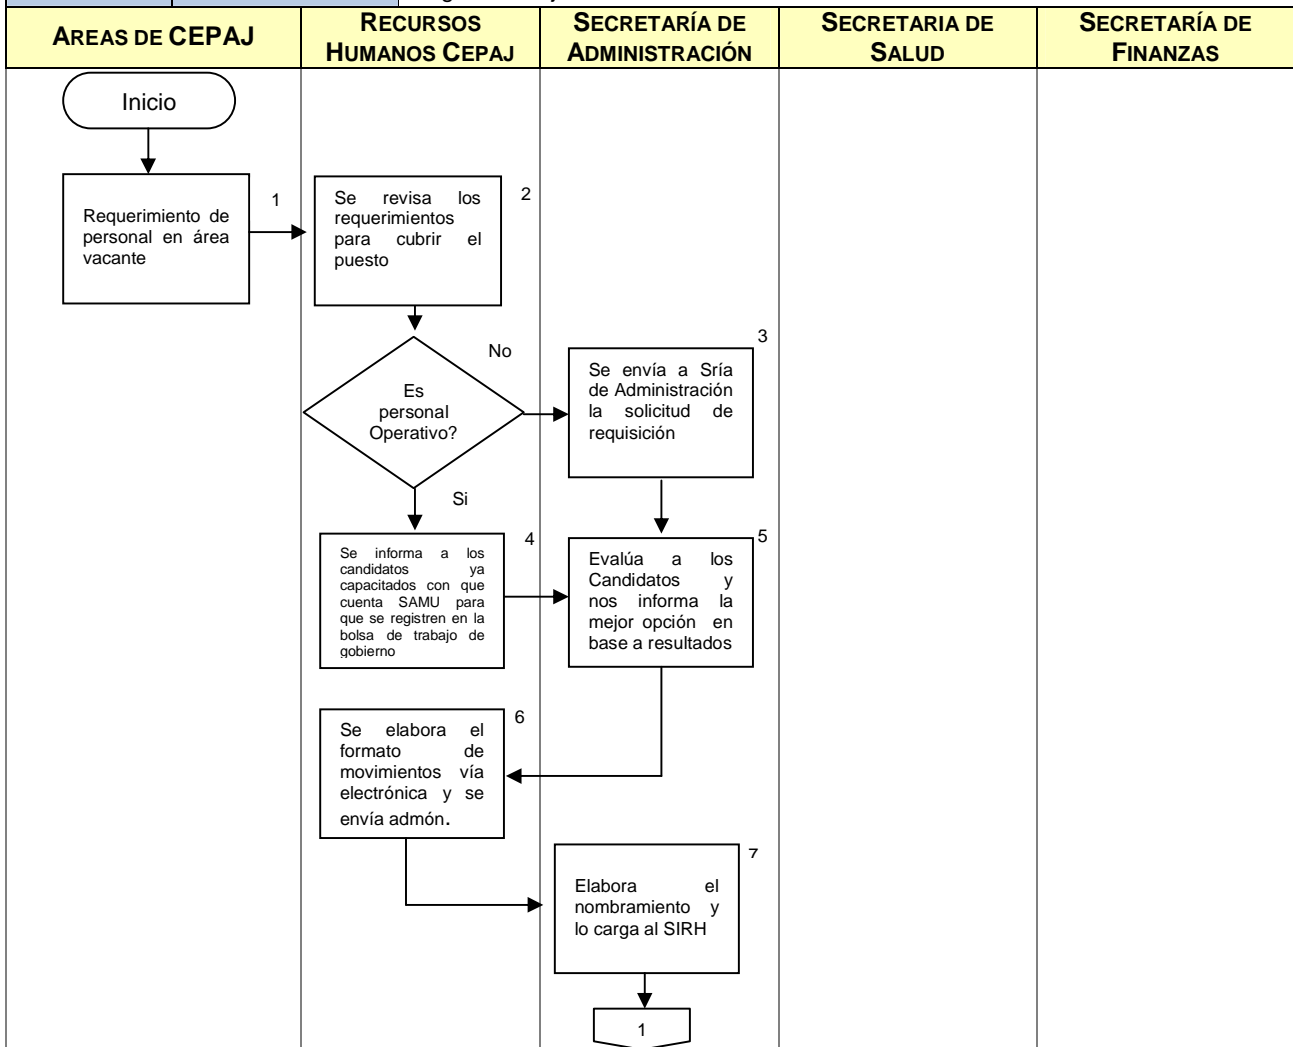 AREAS DE CEPAJ
RECURSOS
HUMANOS CEPAJ
SECRETARÍA DE
ADMINISTRACIÓN
SECRETARIA DE
SALUD
SECRETARÍA DE
FINANZAS
Inicio
Requerimiento de
personal en área
vacante
1
Se revisa los
requerimientos
para cubrir el
puesto
2
Es
personal
Operativo?
No
Se envía a Sría
de Administración
la solicitud de
requisición
3
Si
Se informa a los
candidatos ya
capacitados con que
cuenta SAMU para
que se registren en la
bolsa de trabajo de
gobierno
4
Evalúa a los
Candidatos y
nos informa la
mejor opción en
base a resultados
5
Se elabora el
formato de
movimientos vía
electrónica y se
envía admón.
6
Elabora el
nombramiento y
lo carga al SIRH
7
1